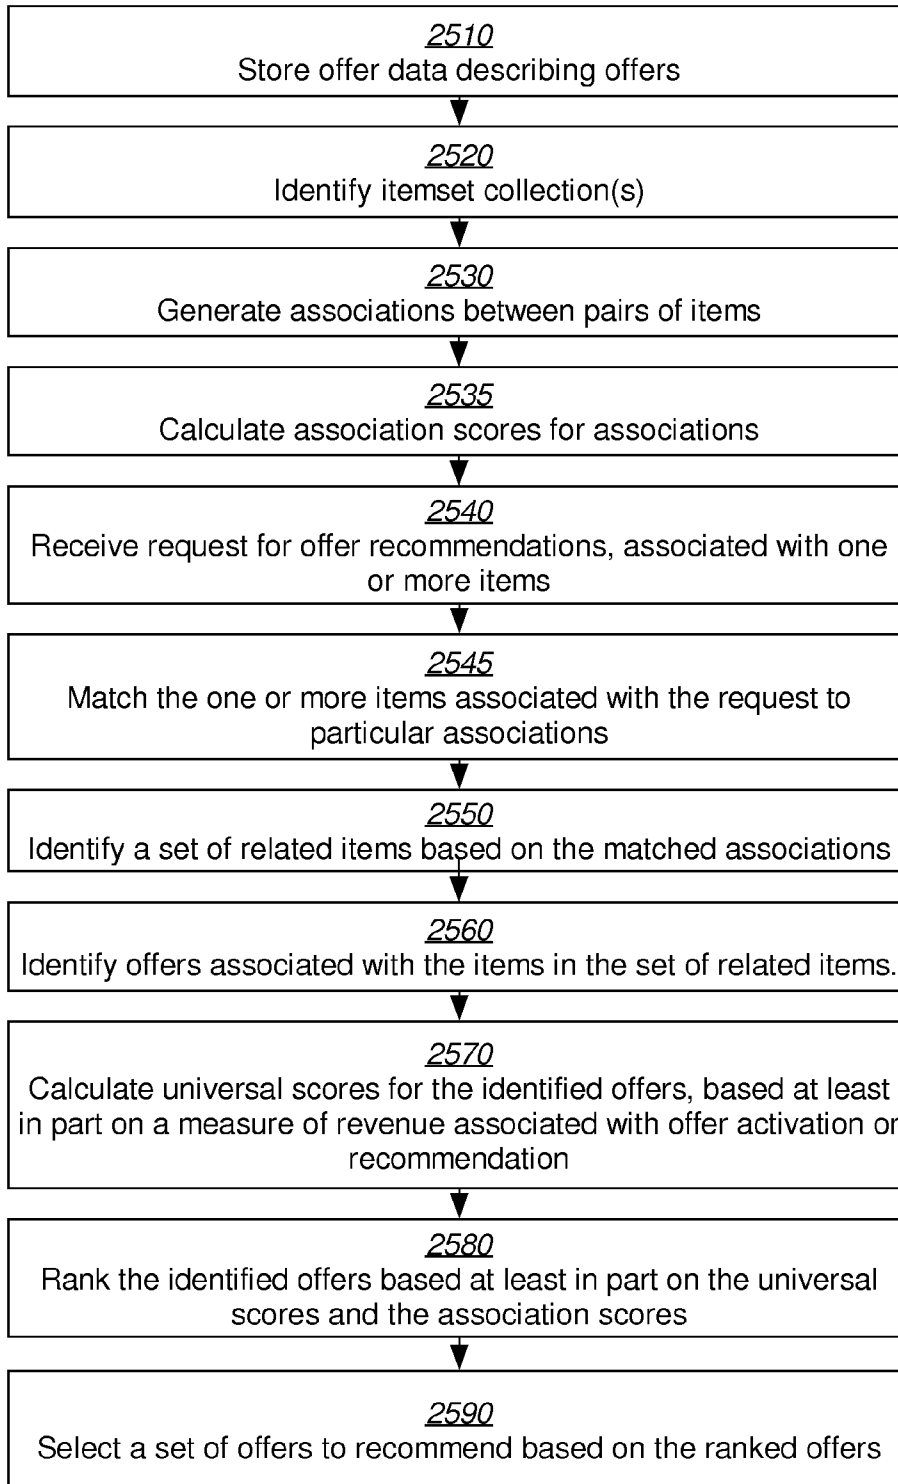 2510
Store offer data describing offers
2520
Identify itemset collection(s)
2530
Generate associations between pairs of items
2535
Calculate association scores for associations
2540
Receive request for offer recommendations, associated with one
or more items
2545
Match the one or more items associated with the request to
particular associations
2550
Identify a set of related items based on the matched associations
2560
Identify offers associated with the items in the set of related items.
2570
Calculate universal scores for the identified offers, based at least
in part on a measure of revenue associated with offer activation or
recommendation
2580
Rank the identified offers based at least in part on the universal
scores and the association scores
2590
Select a set of offers to recommend based on the ranked offers